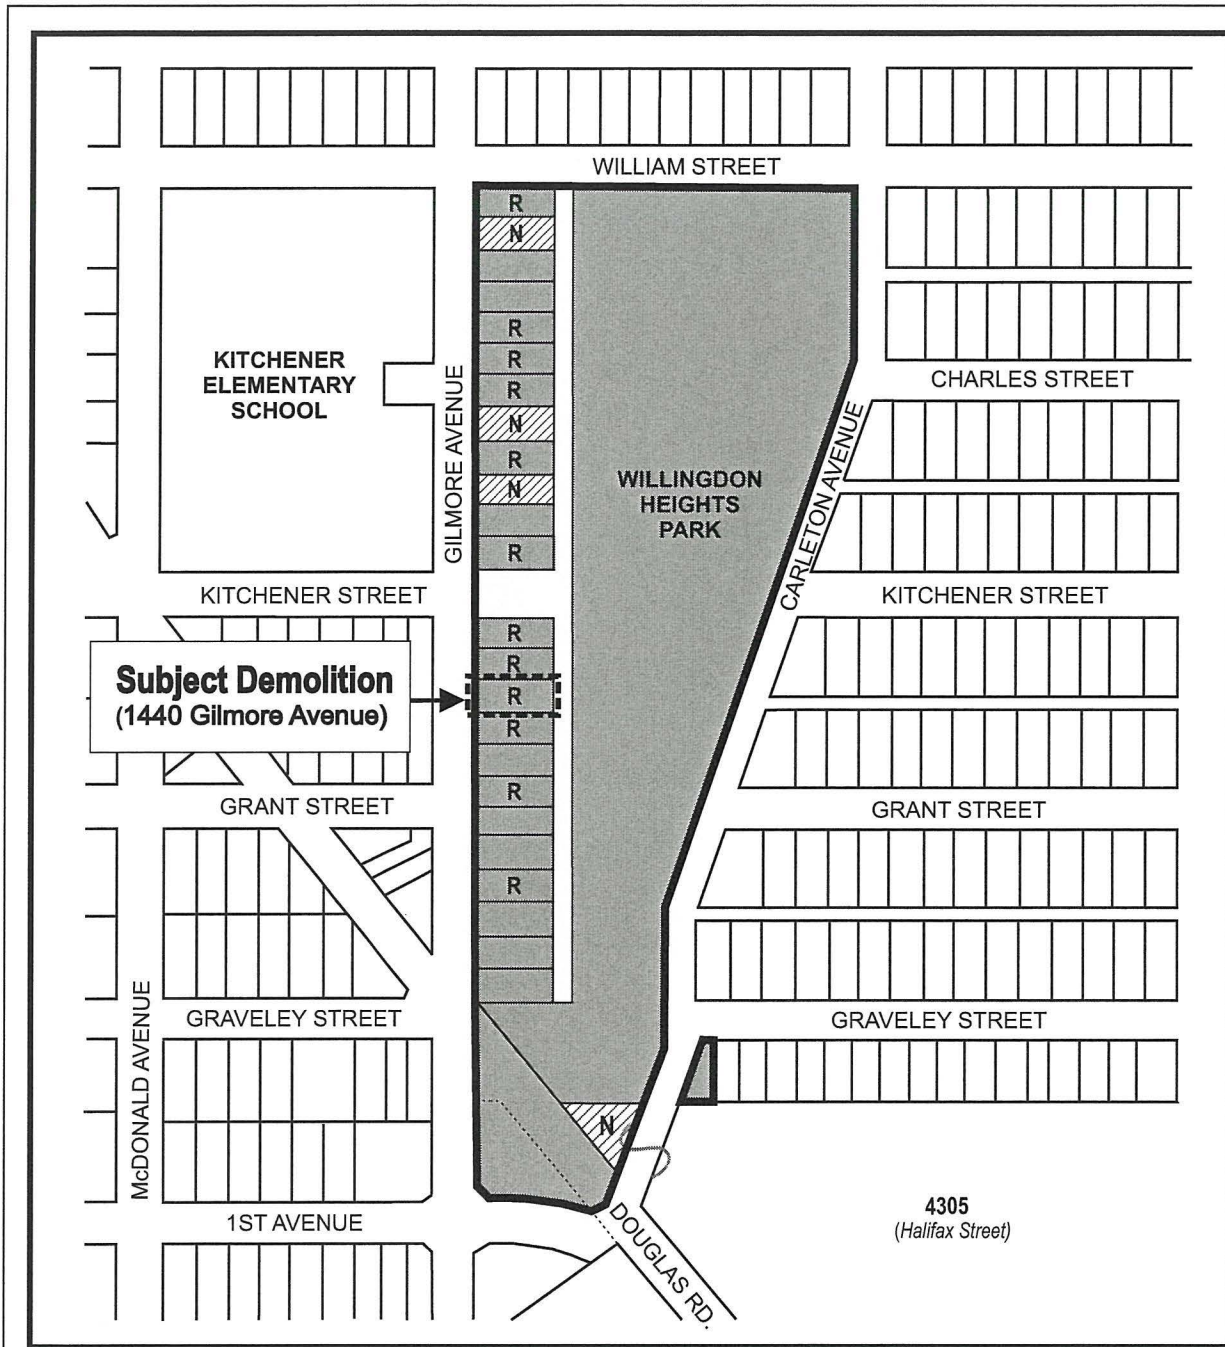 WILLIAM STREET
R
N
R
R
R
N
R
N
R
KITCHENER
ELEMENTARY
SCHOOL
GILMORE AVENUE
WILLINGDON
HEIGHTS
PARK
CHARLES STREET
CARLETON AVENUE
KITCHENER STREET
KITCHENER STREET
R
R
R
R
R
R
Subject Demolition
(1440 Gilmore Avenue)
GRANT STREET
GRANT STREET
McDONALD AVENUE
GRAVELEY STREET
GRAVELEY STREET
N
1ST AVENUE
DOUGLAS RD.
4305
(Halifax Street)